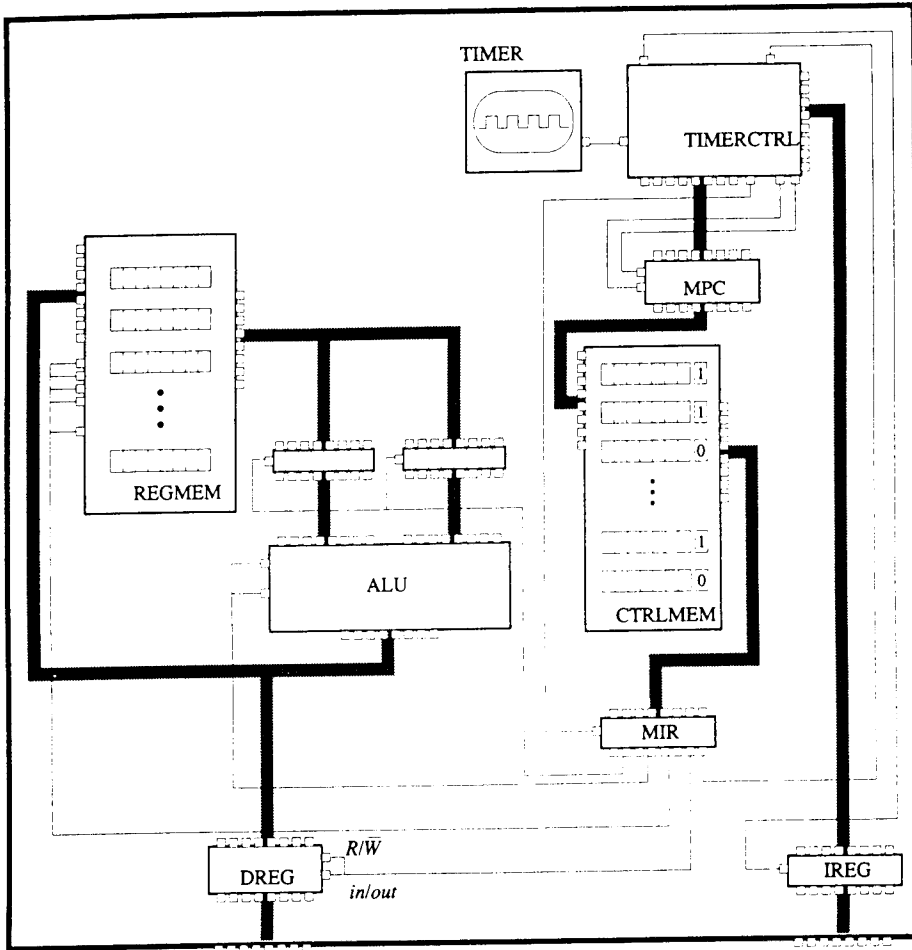 TIMER
TIMERCTRL
MPC
1
1
0
1
0
CTRLMEM
REGMEM
ALU
MIR
R/W̅
DREG
in/out
IREG